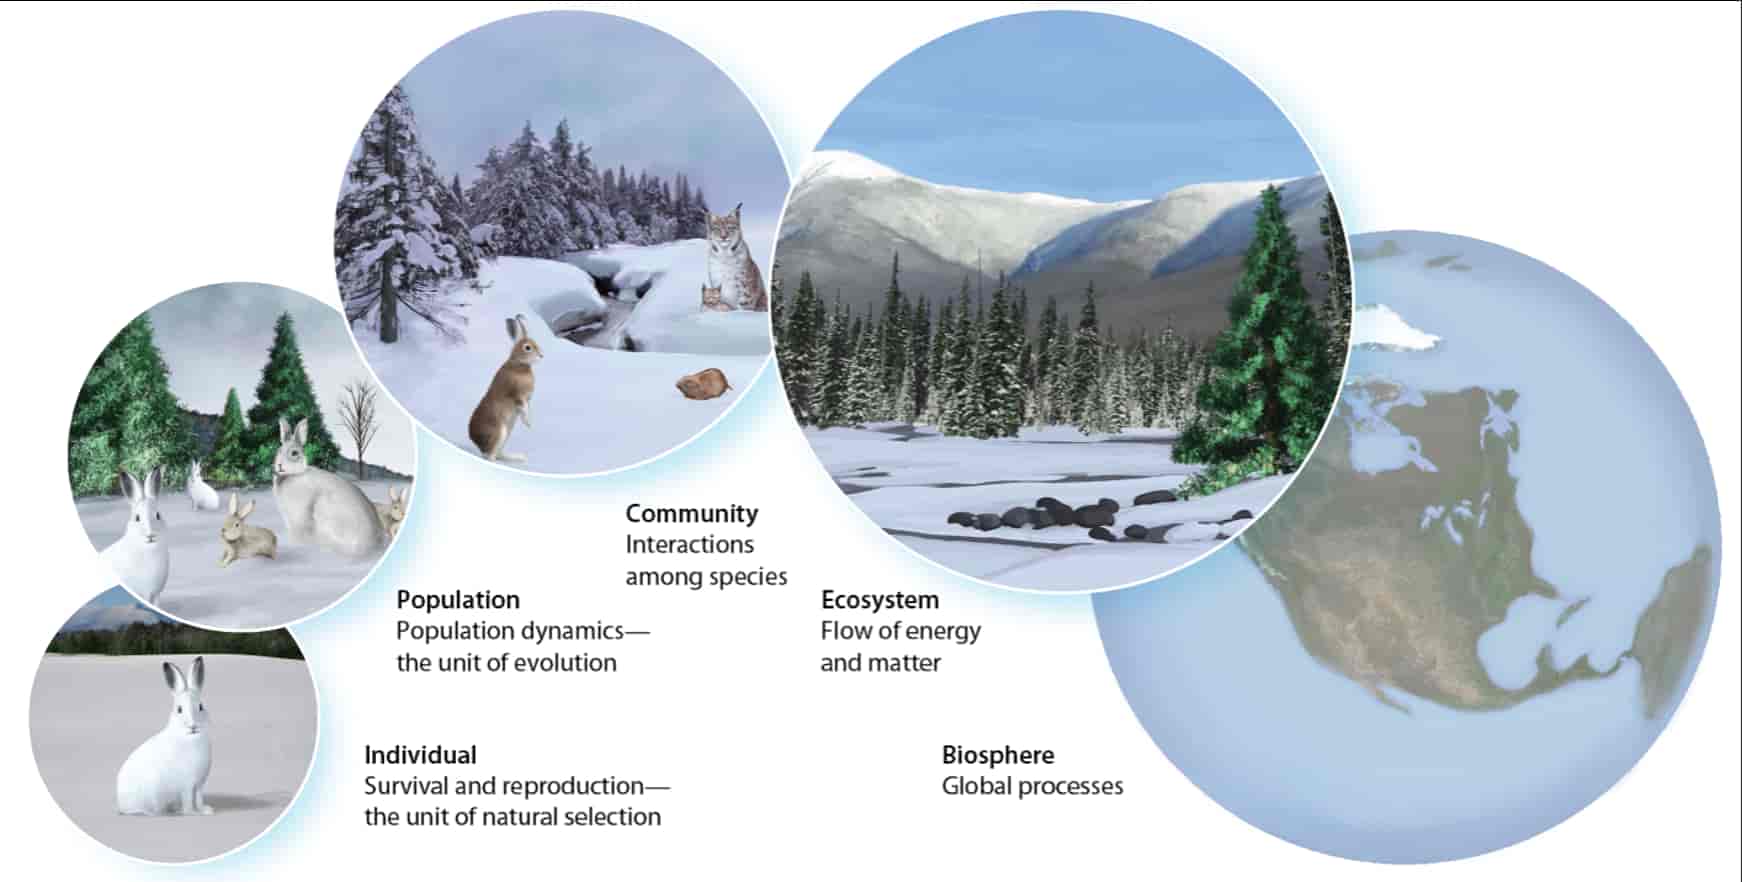 Community
Interactions
among species
Population
Population dynamics—
the unit of evolution
Ecosystem
Flow of energy
and matter
Individual
Survival and reproduction—
the unit of natural selection
Biosphere
Global processes